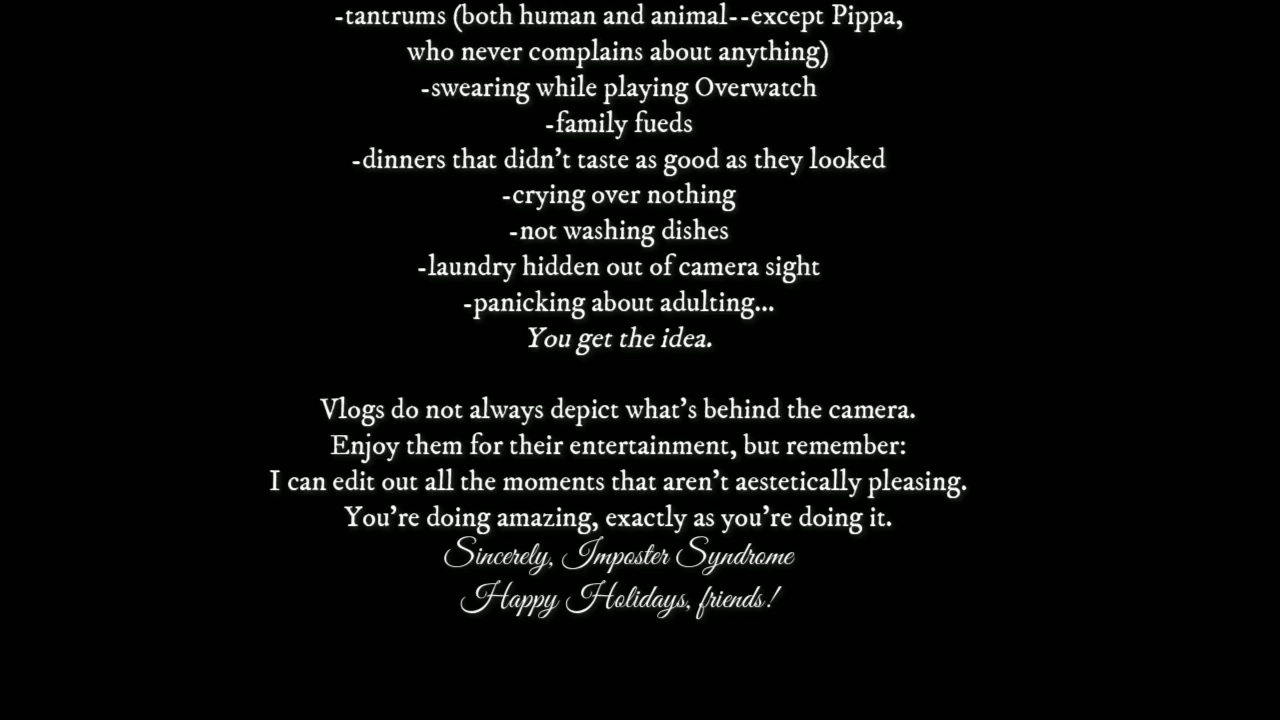 -tantrums (both human and animal--except Pippa,
who never complains about anything)
-swearing while playing Overwatch
-family fueds
-dinners that didn't taste as good as they looked
-crying over nothing
-not washing dishes
-laundry hidden out of camera sight
-panicking about adulting...
You get the idea.
Vlogs do not always depict what's behind the camera.
Enjoy them for their entertainment, but remember:
I can edit out all the moments that aren't aestetically pleasing.
You're doing amazing, exactly as you're doing it.
Sincerely, Imposter Syndrome
Happy Holidays, friends!